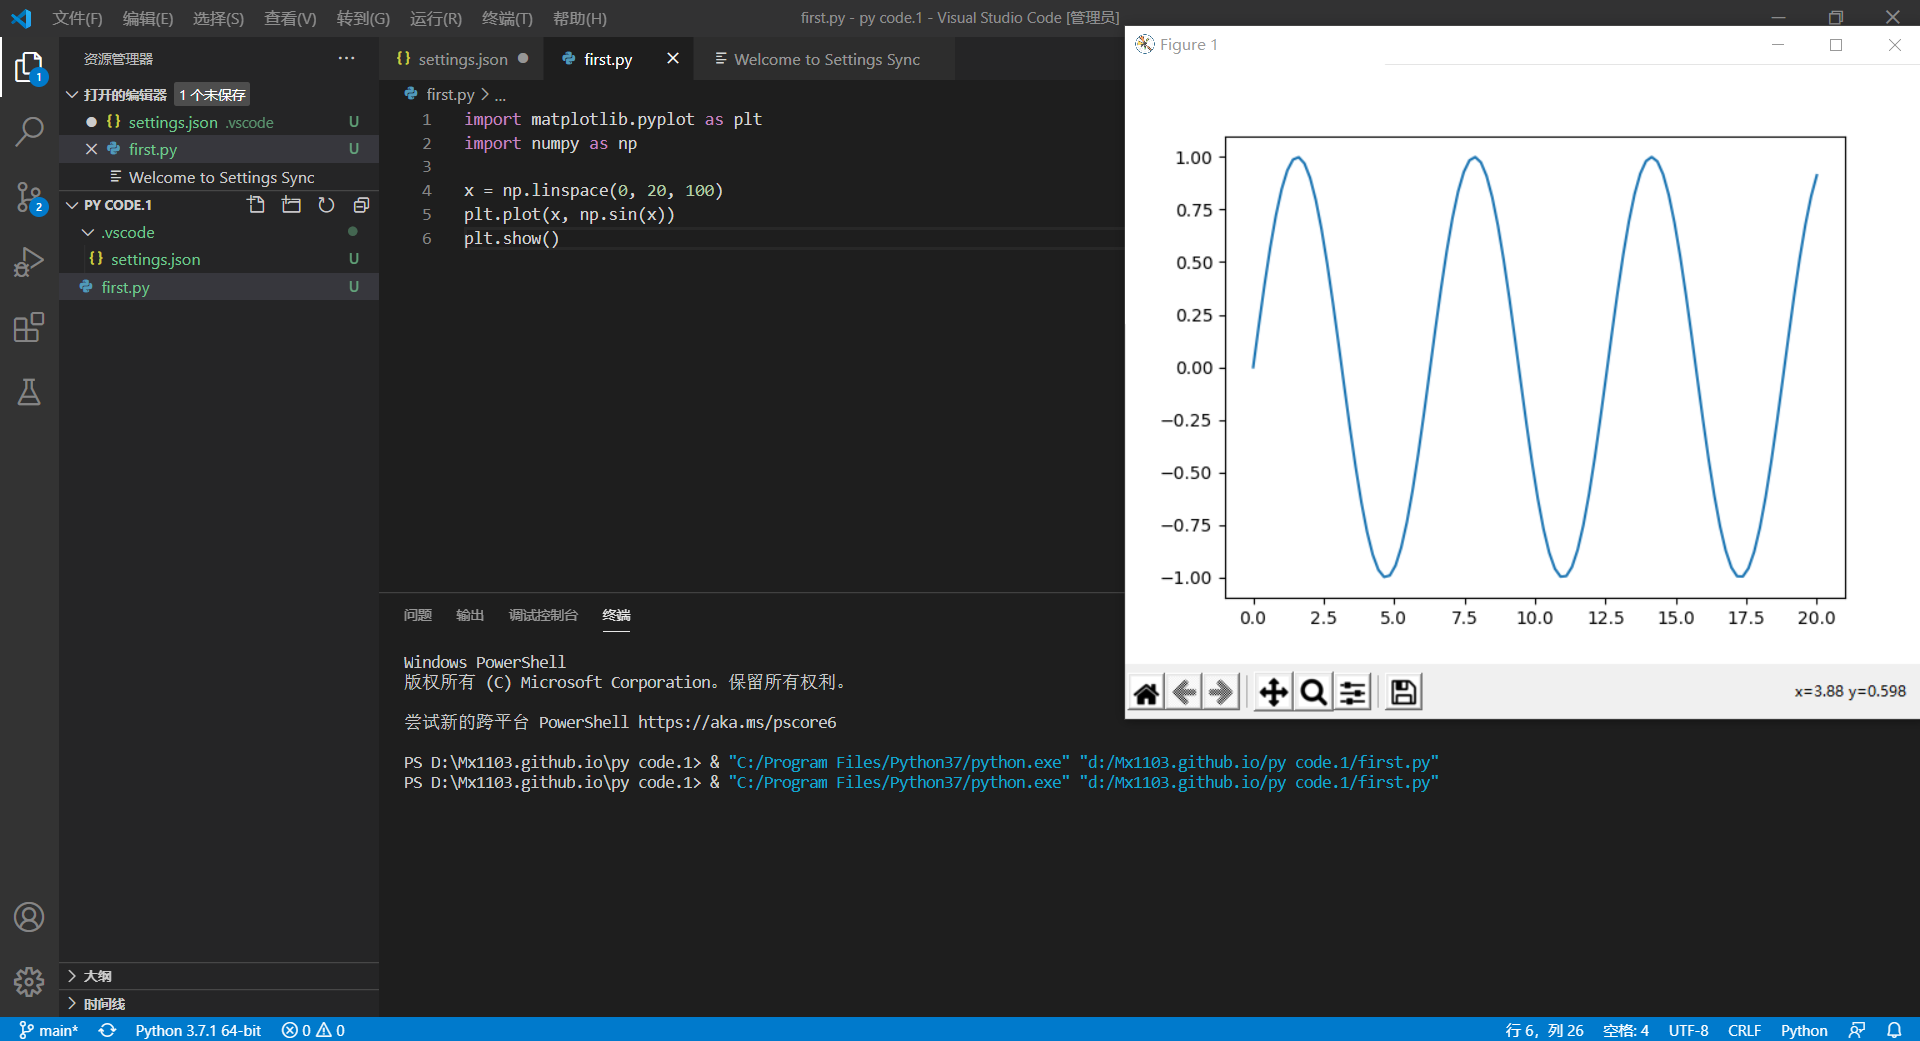 文件(F) 编辑(E) 选择(S) 查看(V) 转到(G) 运行(R) 终端(T) 帮助(H) first.py - py code.1 - Visual Studio Code [管理员]
资源管理器 ···
打开的编辑器 1 个未保存
{} settings.json .vscode U
first.py U
Welcome to Settings Sync
PY CODE.1
.vscode
{} settings.json U
first.py U
大纲
时间线
1
2
{} settings.json first.py Welcome to Settings Sync
first.py > ...
1 import matplotlib.pyplot as plt
2 import numpy as np
3
4 x = np.linspace(0, 20, 100)
5 plt.plot(x, np.sin(x))
6 plt.show()
问题 输出 调试控制台 终端
Windows PowerShell
版权所有 (C) Microsoft Corporation。保留所有权利。
尝试新的跨平台 PowerShell https://aka.ms/pscore6
PS D:\Mx1103.github.io\py code.1> & "C:/Program Files/Python37/python.exe" "d:/Mx1103.github.io/py code.1/first.py"
PS D:\Mx1103.github.io\py code.1> & "C:/Program Files/Python37/python.exe" "d:/Mx1103.github.io/py code.1/first.py"
Figure 1
1.00
0.75
0.50
0.25
0.00
−0.25
−0.50
−0.75
−1.00
0.0 2.5 5.0 7.5 10.0 12.5 15.0 17.5 20.0
x=3.88 y=0.598
main* Python 3.7.1 64-bit 0 0 行 6，列 26 空格: 4 UTF-8 CRLF Python